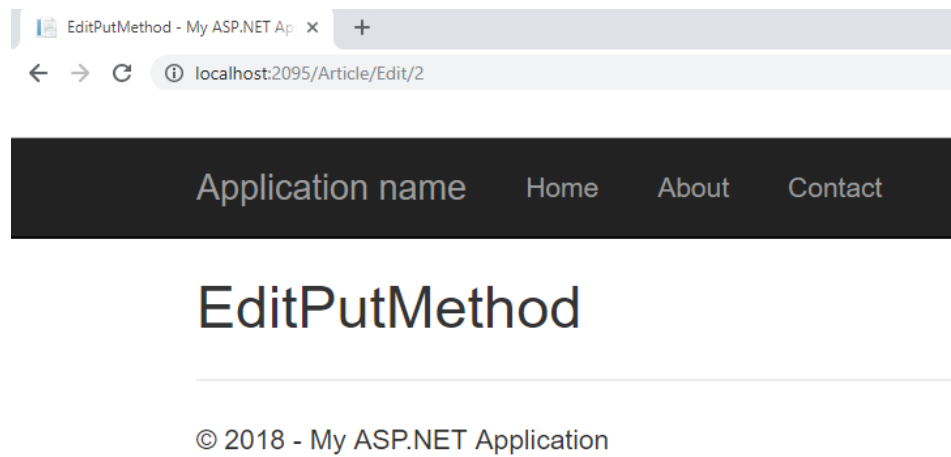 EditPutMethod - My ASP.NET Ap
localhost:2095/Article/Edit/2
Application name Home About Contact
EditPutMethod
© 2018 - My ASP.NET Application